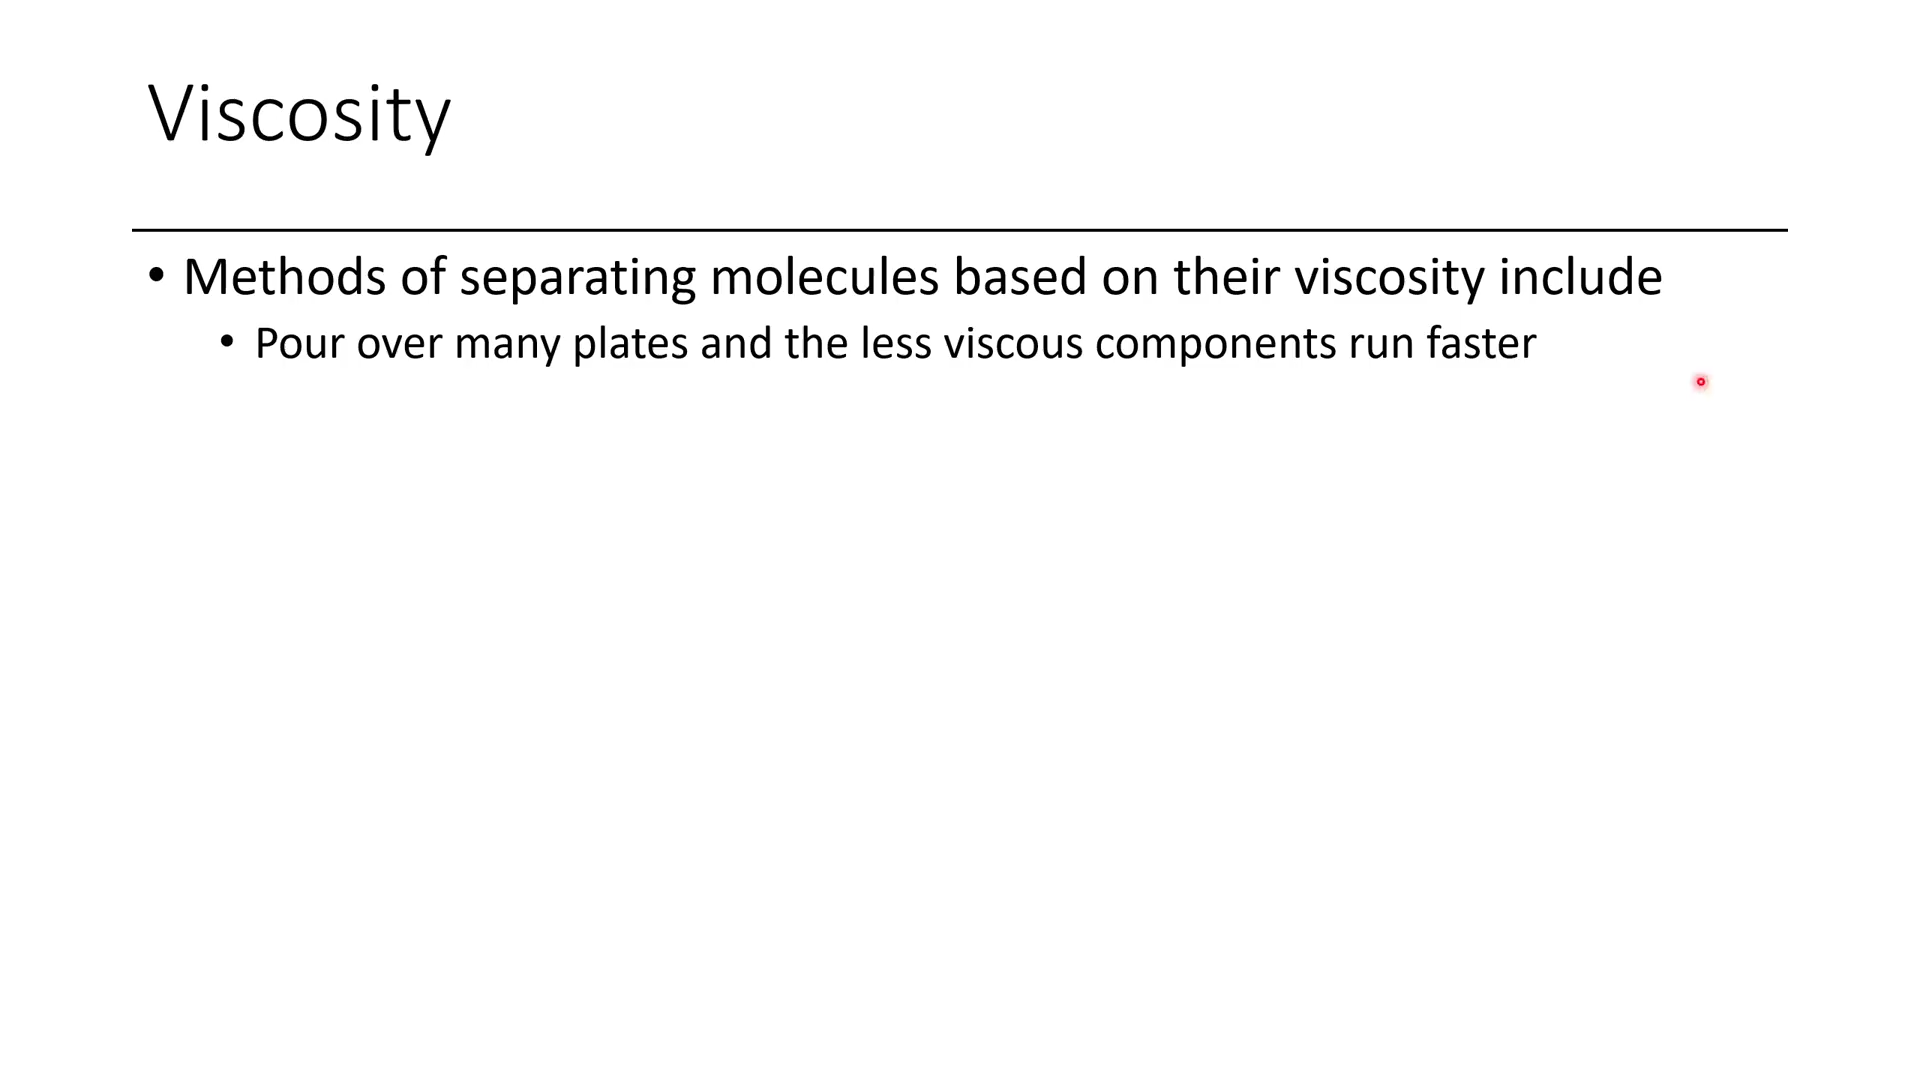 Viscosity
• Methods of separating molecules based on their viscosity include
• Pour over many plates and the less viscous components run faster